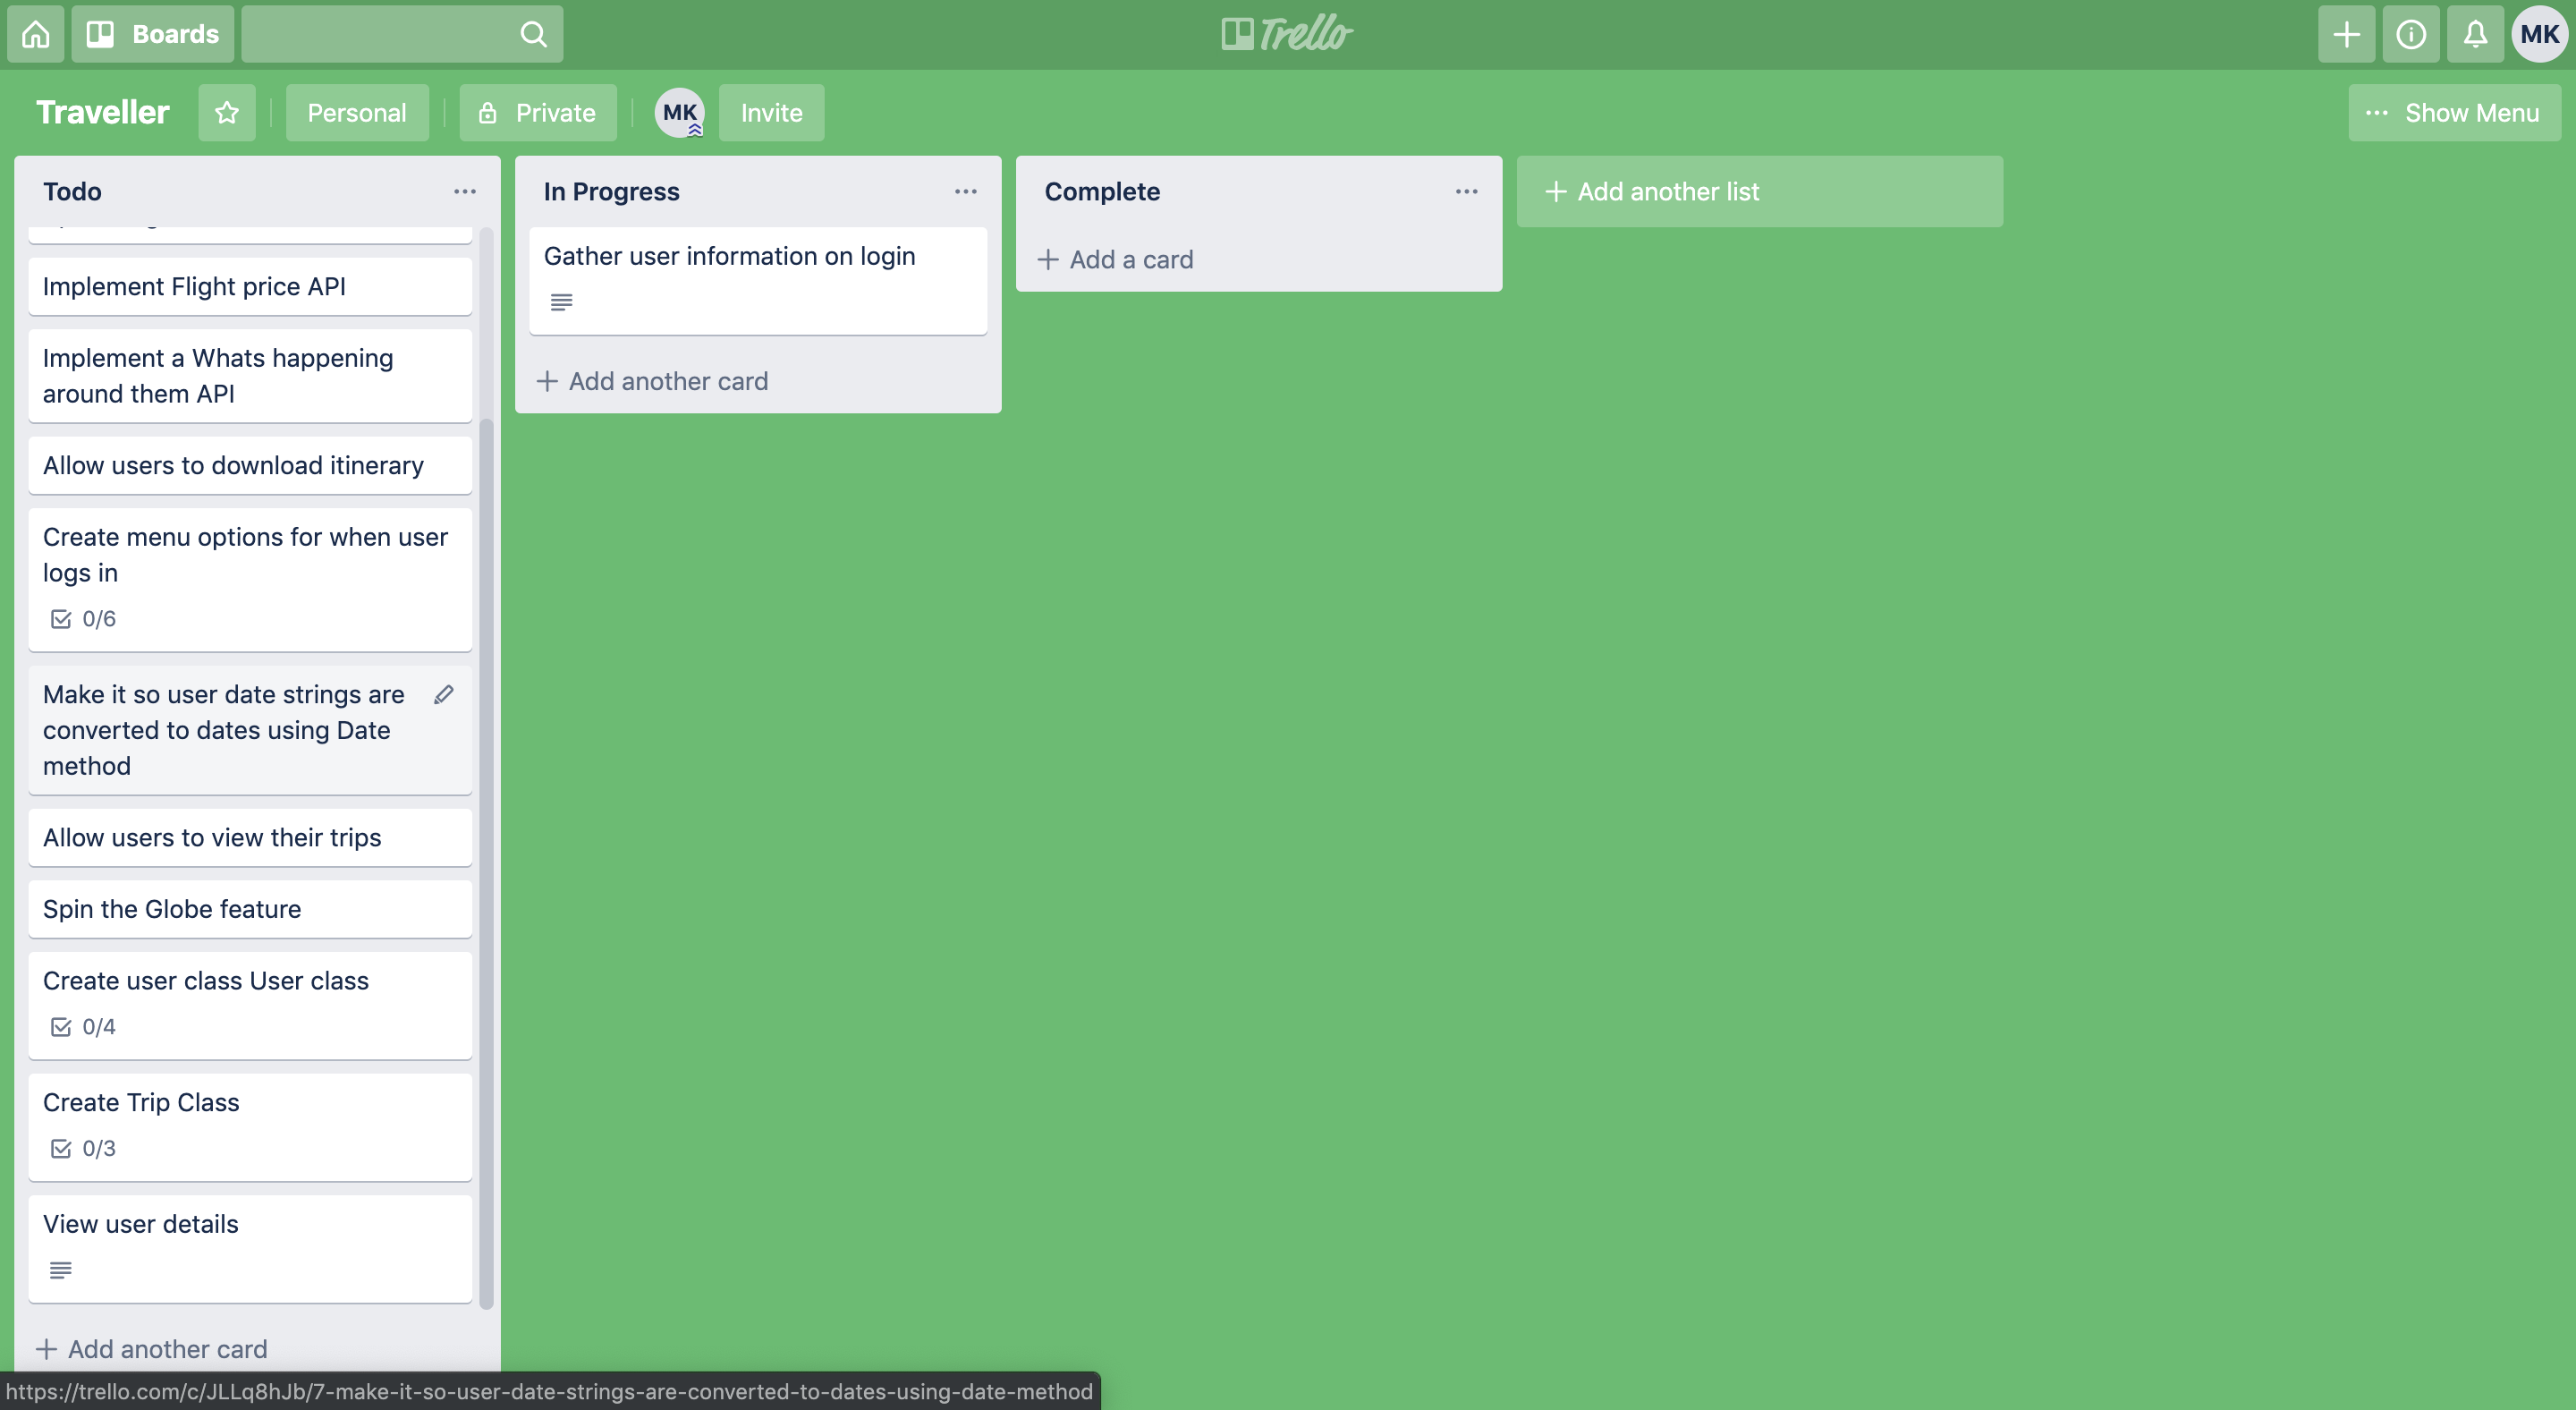 Boards
Trello
MK
Traveller
Personal
Private
MK
Invite
Show Menu
Todo
Implement Flight price API
Implement a Whats happening
around them API
Allow users to download itinerary
Create menu options for when user
logs in
0/6
Make it so user date strings are
converted to dates using Date
method
Allow users to view their trips
Spin the Globe feature
Create user class User class
0/4
Create Trip Class
0/3
View user details
Add another card
In Progress
Gather user information on login
Add another card
Complete
Add a card
Add another list
https://trello.com/c/JLLq8hJb/7-make-it-so-user-date-strings-are-converted-to-dates-using-date-method